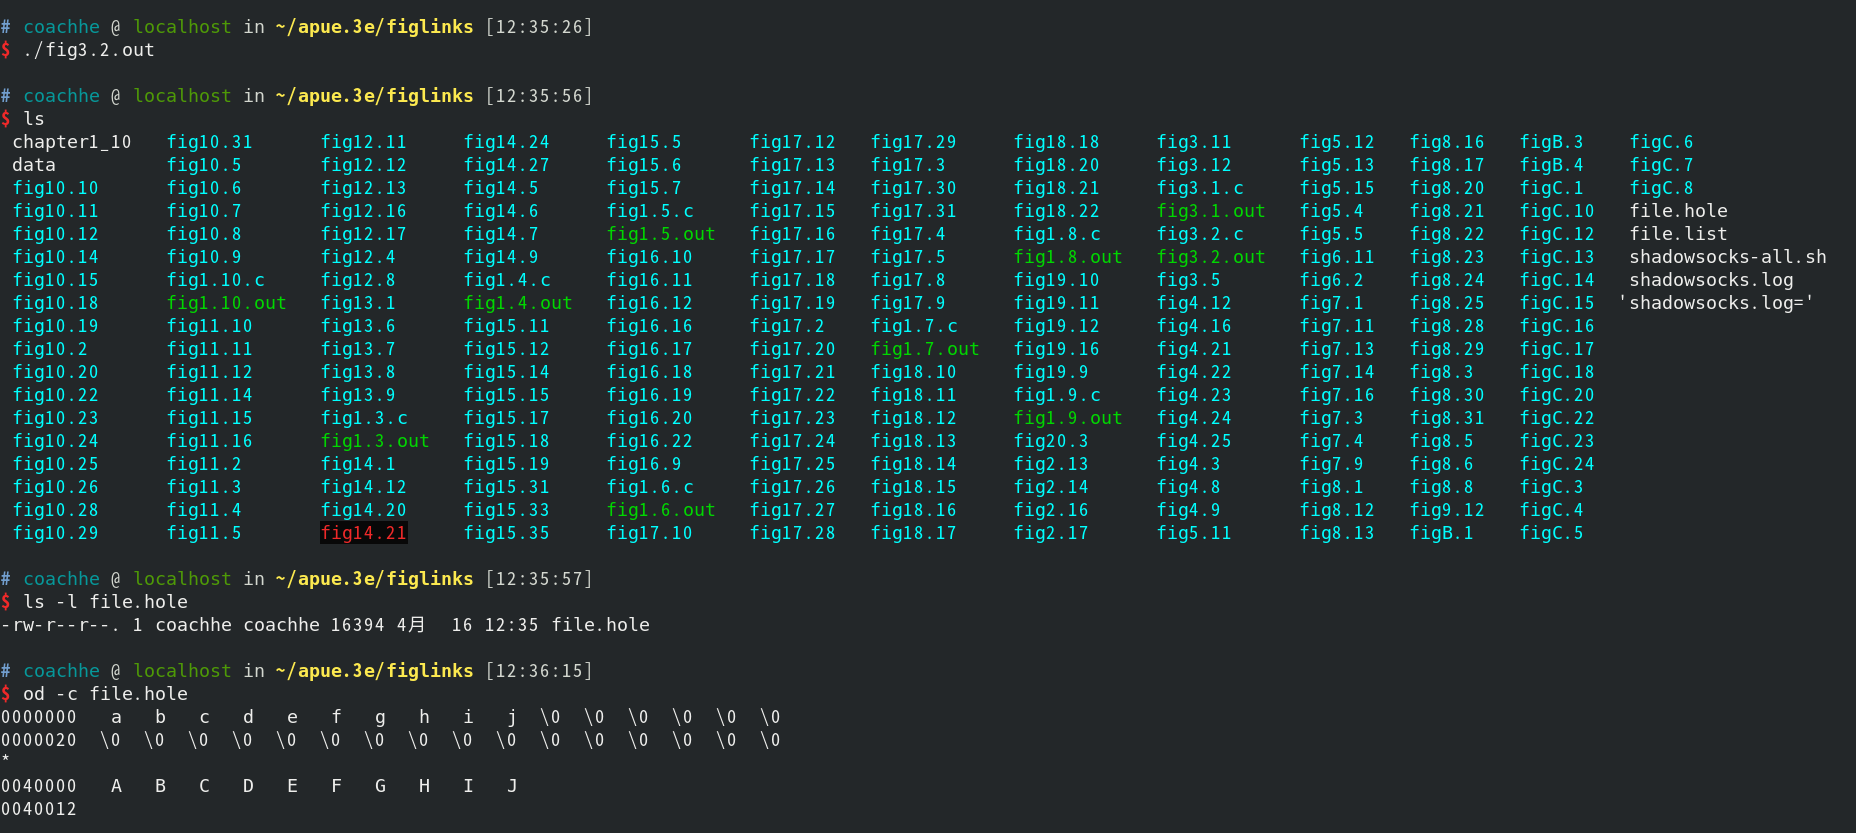 # coachhe @ localhost in ~/apue.3e/figlinks [12:35:26]
$ ./fig3.2.out
# coachhe @ localhost in ~/apue.3e/figlinks [12:35:56]
$ ls
chapter1_10 fig10.31 fig12.11 fig14.24 fig15.5 fig17.12 fig17.29 fig18.18 fig3.11 fig5.12 fig8.16 figB.3 figC.6
data fig10.5 fig12.12 fig14.27 fig15.6 fig17.13 fig17.3 fig18.20 fig3.12 fig5.13 fig8.17 figB.4 figC.7
fig10.10 fig10.6 fig12.13 fig14.5 fig15.7 fig17.14 fig17.30 fig18.21 fig3.1.c fig5.15 fig8.20 figC.1 figC.8
fig10.11 fig10.7 fig12.16 fig14.6 fig1.5.c fig17.15 fig17.31 fig18.22 fig3.1.out fig5.4 fig8.21 figC.10 file.hole
fig10.12 fig10.8 fig12.17 fig14.7 fig1.5.out fig17.16 fig17.4 fig1.8.c fig3.2.c fig5.5 fig8.22 figC.12 file.list
fig10.14 fig10.9 fig12.4 fig14.9 fig16.10 fig17.17 fig17.5 fig1.8.out fig3.2.out fig6.11 fig8.23 figC.13 shadowsocks-all.sh
fig10.15 fig1.10.c fig12.8 fig1.4.c fig16.11 fig17.18 fig17.8 fig19.10 fig3.5 fig6.2 fig8.24 figC.14 shadowsocks.log
fig10.18 fig1.10.out fig13.1 fig1.4.out fig16.12 fig17.19 fig17.9 fig19.11 fig4.12 fig7.1 fig8.25 figC.15 'shadowsocks.log='
fig10.19 fig11.10 fig13.6 fig15.11 fig16.16 fig17.2 fig1.7.c fig19.12 fig4.16 fig7.11 fig8.28 figC.16
fig10.2 fig11.11 fig13.7 fig15.12 fig16.17 fig17.20 fig1.7.out fig19.16 fig4.21 fig7.13 fig8.29 figC.17
fig10.20 fig11.12 fig13.8 fig15.14 fig16.18 fig17.21 fig18.10 fig19.9 fig4.22 fig7.14 fig8.3 figC.18
fig10.22 fig11.14 fig13.9 fig15.15 fig16.19 fig17.22 fig18.11 fig1.9.c fig4.23 fig7.16 fig8.30 figC.20
fig10.23 fig11.15 fig1.3.c fig15.17 fig16.20 fig17.23 fig18.12 fig1.9.out fig4.24 fig7.3 fig8.31 figC.22
fig10.24 fig11.16 fig1.3.out fig15.18 fig16.22 fig17.24 fig18.13 fig20.3 fig4.25 fig7.4 fig8.5 figC.23
fig10.25 fig11.2 fig14.1 fig15.19 fig16.9 fig17.25 fig18.14 fig2.13 fig4.3 fig7.9 fig8.6 figC.24
fig10.26 fig11.3 fig14.12 fig15.31 fig1.6.c fig17.26 fig18.15 fig2.14 fig4.8 fig8.1 fig8.8 figC.3
fig10.28 fig11.4 fig14.20 fig15.33 fig1.6.out fig17.27 fig18.16 fig2.16 fig4.9 fig8.12 fig9.12 figC.4
fig10.29 fig11.5 fig14.21 fig15.35 fig17.10 fig17.28 fig18.17 fig2.17 fig5.11 fig8.13 figB.1 figC.5
# coachhe @ localhost in ~/apue.3e/figlinks [12:35:57]
$ ls -l file.hole
-rw-r--r--. 1 coachhe coachhe 16394 4月 16 12:35 file.hole
# coachhe @ localhost in ~/apue.3e/figlinks [12:36:15]
$ od -c file.hole
0000000 a b c d e f g h i j \0 \0 \0 \0 \0 \0
0000020 \0 \0 \0 \0 \0 \0 \0 \0 \0 \0 \0 \0 \0 \0 \0 \0
*
0040000 A B C D E F G H I J
0040012